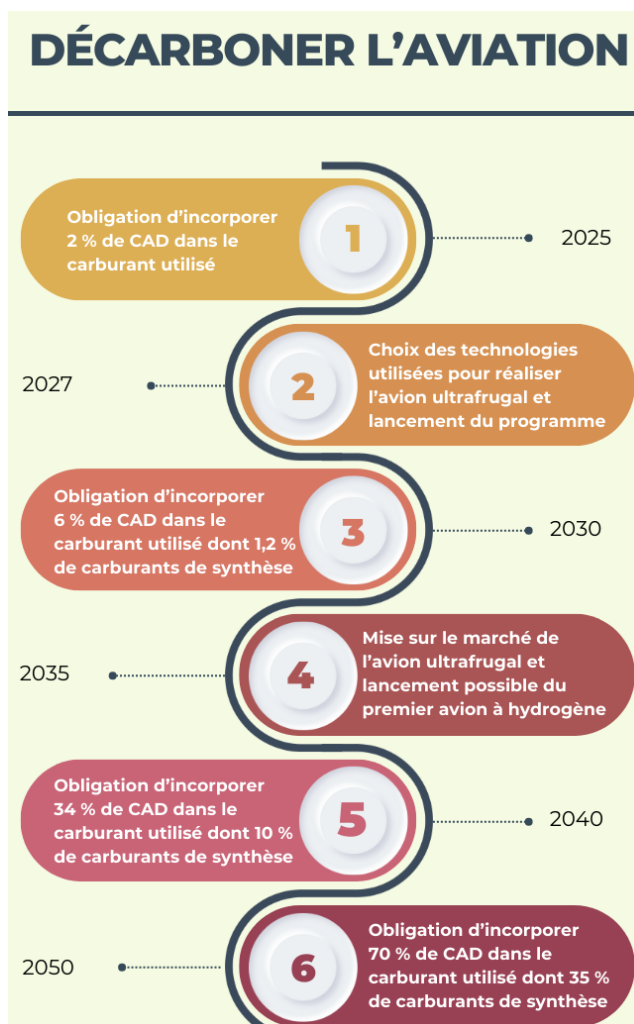 DÉCARBONER L’AVIATION
Obligation d’incorporer
2 % de CAD dans le
carburant utilisé
1
2025
2027
2
Choix des technologies
utilisées pour réaliser
l’avion ultrafrugal et
lancement du programme
Obligation d’incorporer
6 % de CAD dans le
carburant utilisé dont 1,2 %
de carburants de synthèse
3
2030
2035
4
Mise sur le marché de
l’avion ultrafrugal et
lancement possible du
premier avion à hydrogène
Obligation d’incorporer
34 % de CAD dans le
carburant utilisé dont 10 %
de carburants de synthèse
5
2040
2050
6
Obligation d’incorporer
70 % de CAD dans le
carburant utilisé dont 35 %
de carburants de synthèse